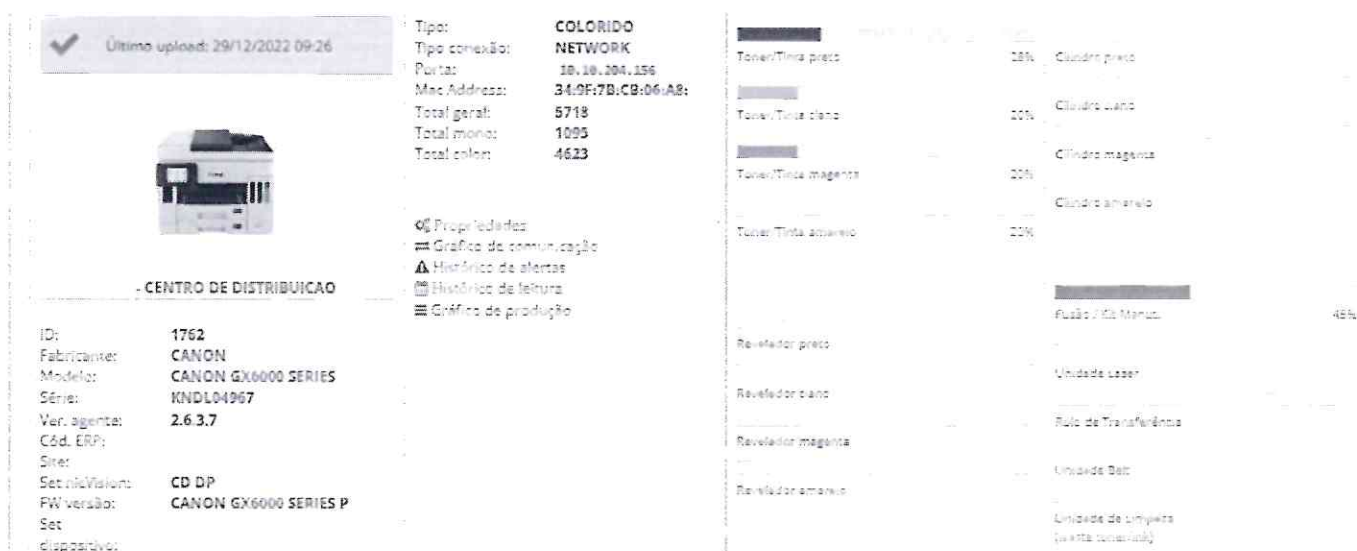 Último upload: 29/12/2022 09:26
- CENTRO DE DISTRIBUICAO
ID: 1762
Fabricante: CANON
Modelo: CANON GX6000 SERIES
Série: KNDL04967
Ver. agente: 2.6.3.7
Cód. ERP:
Site:
Set nicVision: CD DP
FW versão: CANON GX6000 SERIES P
Set
dispositivo:
Tipo: COLORIDO
Tipo conexão: NETWORK
Porta: 10.10.204.156
Mac Address: 34:9F:7B:CB:06:A8:
Total geral: 5718
Total mono: 1095
Total color: 4623
Propriedades
Gráfico de comunicação
Histórico de alertas
Histórico de leitura
Gráfico de produção
Toner/Tinta preto
Toner/Tinta ciano 20%
Toner/Tinta magenta 20%
Toner/Tinta amarelo 20%
Revelador preto
Revelador ciano
Revelador magenta
Revelador amarelo
Cilindro preto
Cilindro ciano
Cilindro magenta
Cilindro amarelo
Fusão / Kit Manut.
Unidade Laser
Rolo de Transferência
Unidade Belt
Unidade de Limpeza